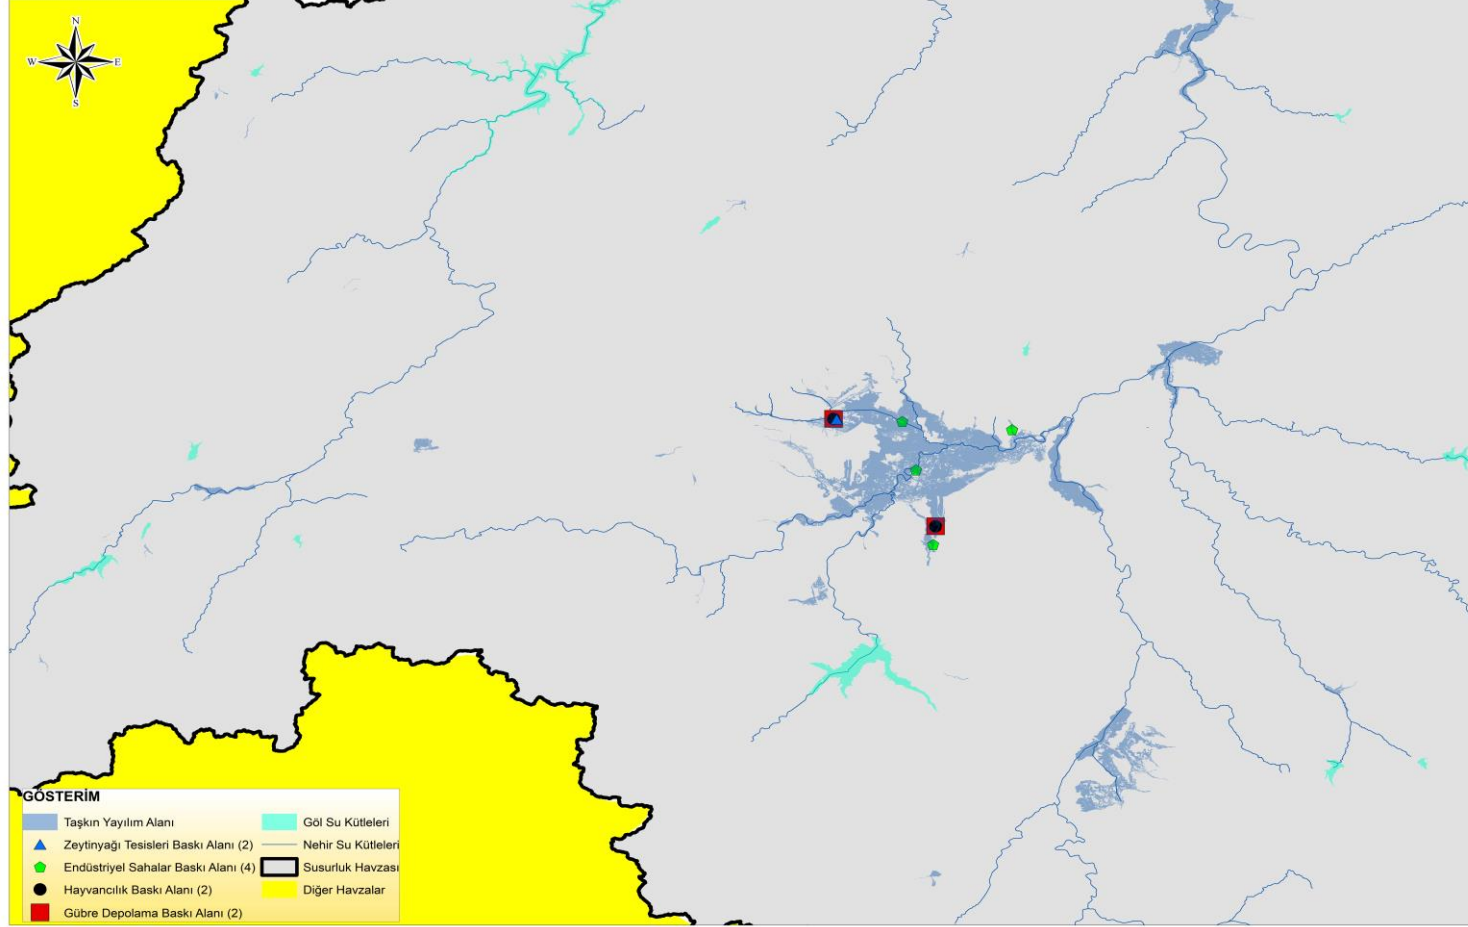 N
W E
S
GÖSTERİM
Taşkın Yayılım Alanı
Zeytinyağı Tesisleri Baskı Alanı (2)
Endüstriyel Sahalar Baskı Alanı (4)
Hayvancılık Baskı Alanı (2)
Gübre Depolama Baskı Alanı (2)
Göl Su Kütleleri
Nehir Su Kütleleri
Susurluk Havzası
Diğer Havzalar